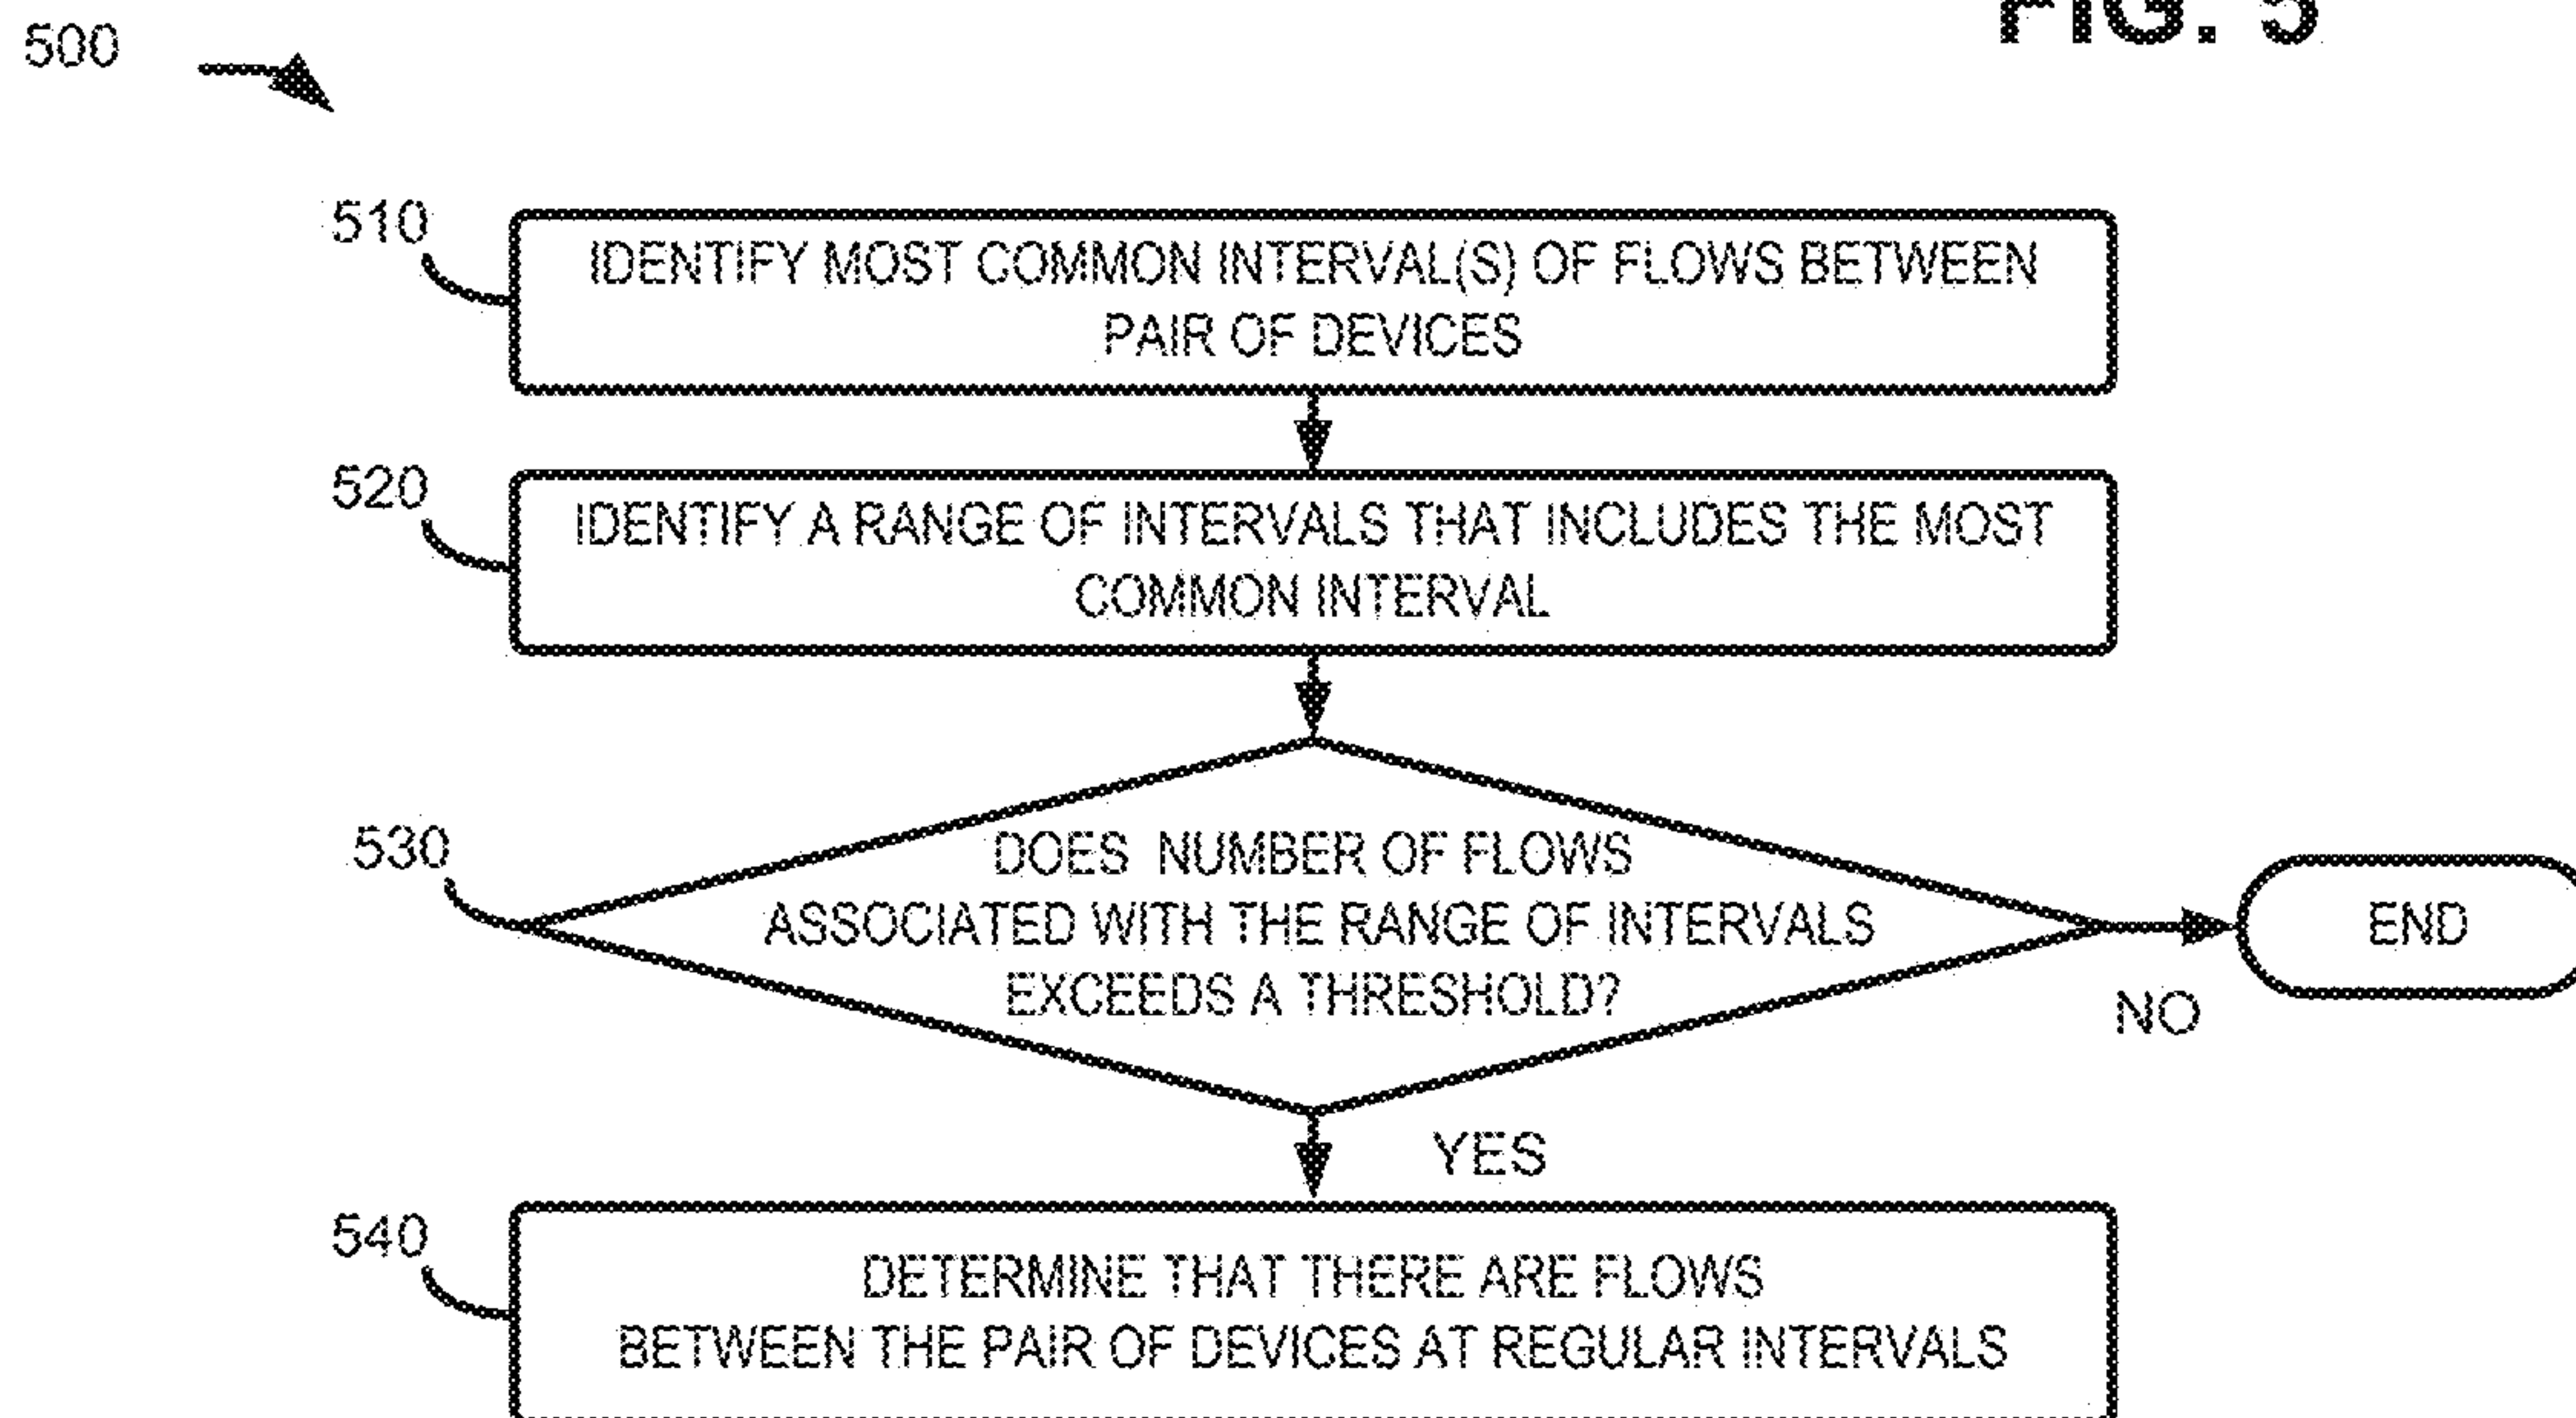 FIG. 5
500
510
IDENTIFY MOST COMMON INTERVAL(S) OF FLOWS BETWEEN
PAIR OF DEVICES
520
IDENTIFY A RANGE OF INTERVALS THAT INCLUDES THE MOST
COMMON INTERVAL
530
DOES NUMBER OF FLOWS
ASSOCIATED WITH THE RANGE OF INTERVALS
EXCEEDS A THRESHOLD?
END
NO
YES
540
DETERMINE THAT THERE ARE FLOWS
BETWEEN THE PAIR OF DEVICES AT REGULAR INTERVALS